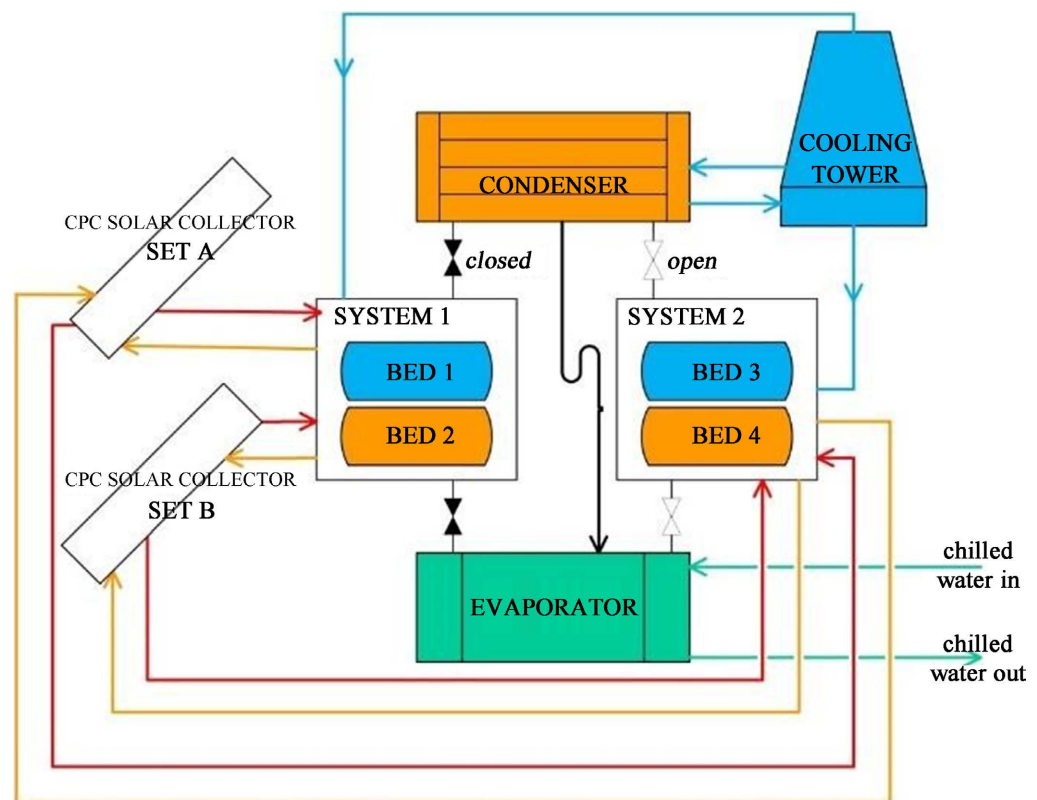 COOLING
TOWER
CONDENSER
CPC SOLAR COLLECTOR
SET A
closed
open
SYSTEM 1
SYSTEM 2
BED 1
BED 3
BED 2
BED 4
CPC SOLAR COLLECTOR
SET B
chilled
water in
EVAPORATOR
chilled
water out